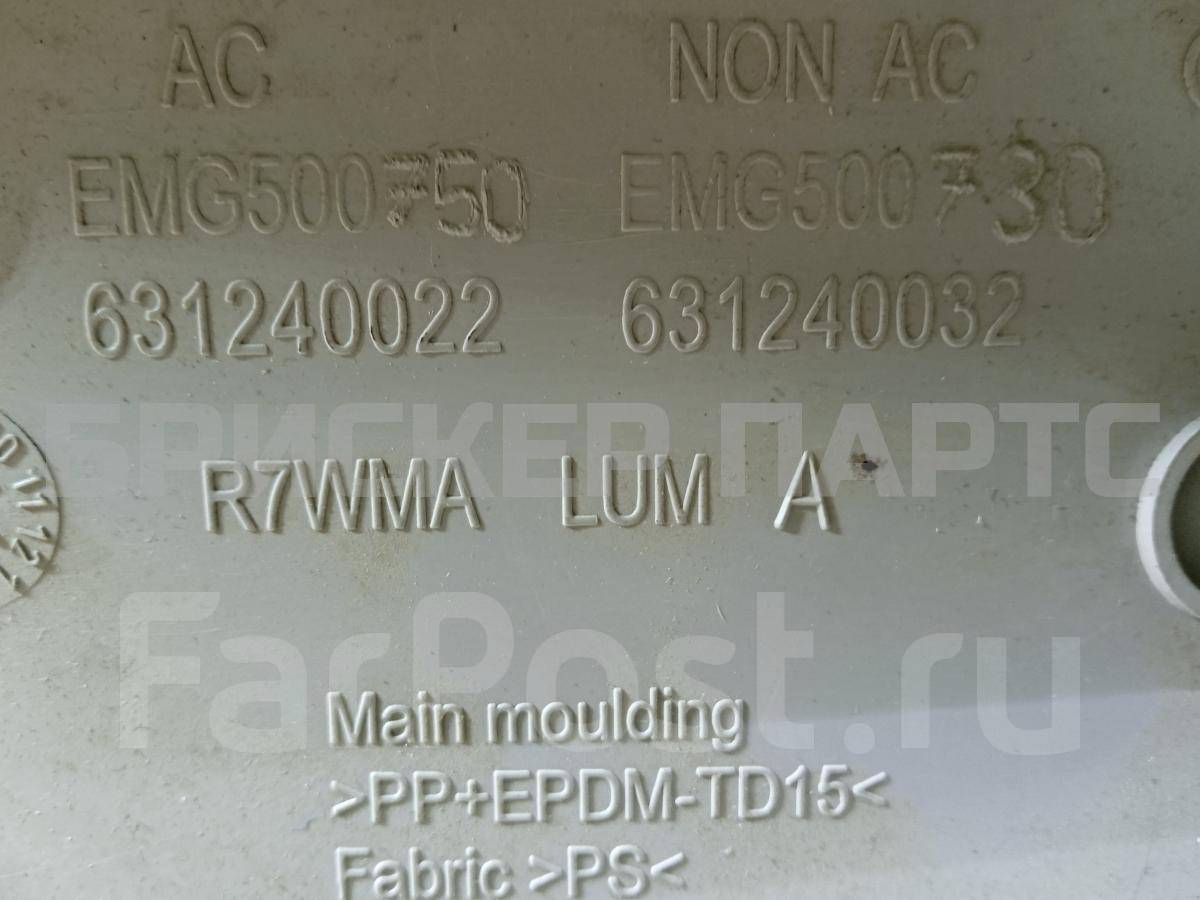 AC NON AC
EMG500750 EMG500730
631240022 631240032
БРИСКЕР ПАРТС
R7WMA LUM A
FarPost.ru
Main moulding
>PP+EPDM-TD15<
Fabric >PS<